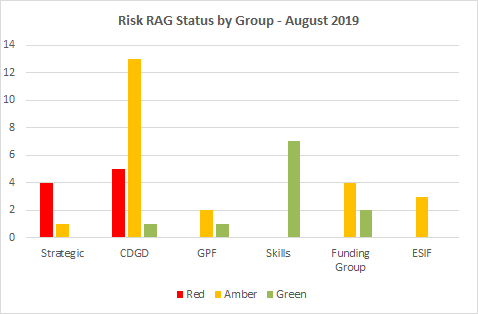 Risk RAG Status by Group - August 2019
14
12
10
8
6
4
2
0
Strategic CDGD GPF Skills Funding Group ESIF
Red Amber Green